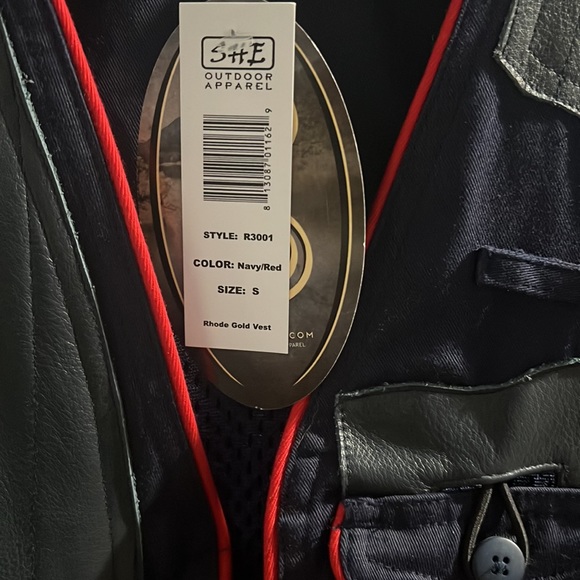 SHE
OUTDOOR
APPAREL
8 13087 01162 9
STYLE: R3001
COLOR: Navy/Red
SIZE: S
Rhode Gold Vest
.COM
APPAREL